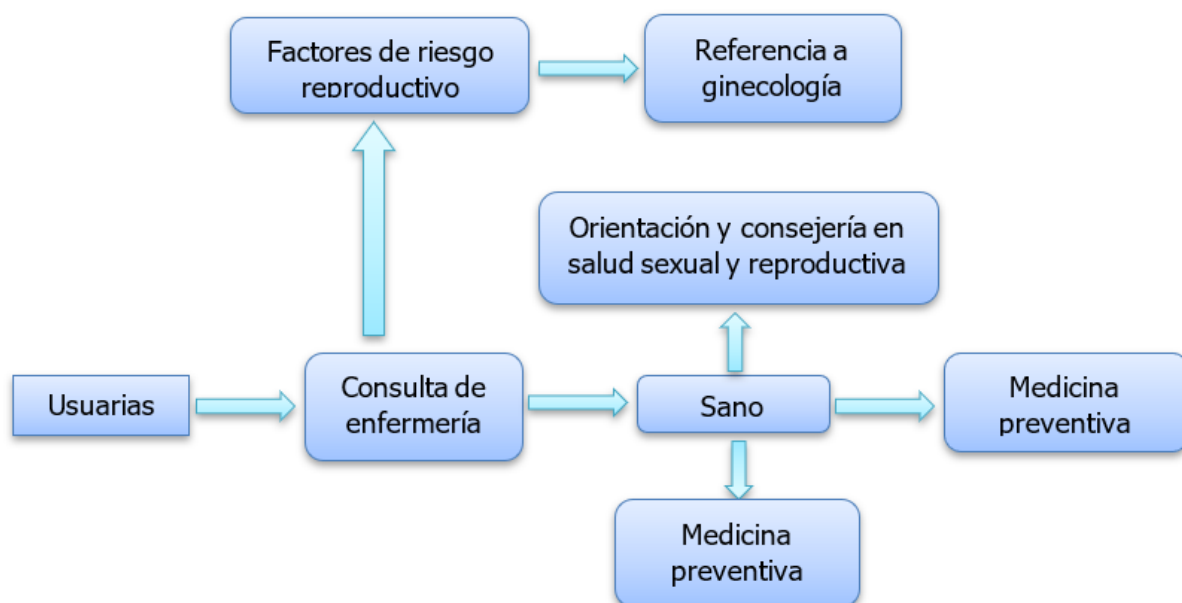 Factores de riesgo
reproductivo
Referencia a
ginecología
Orientación y consejería en
salud sexual y reproductiva
Usuarias
Consulta de
enfermería
Sano
Medicina
preventiva
Medicina
preventiva